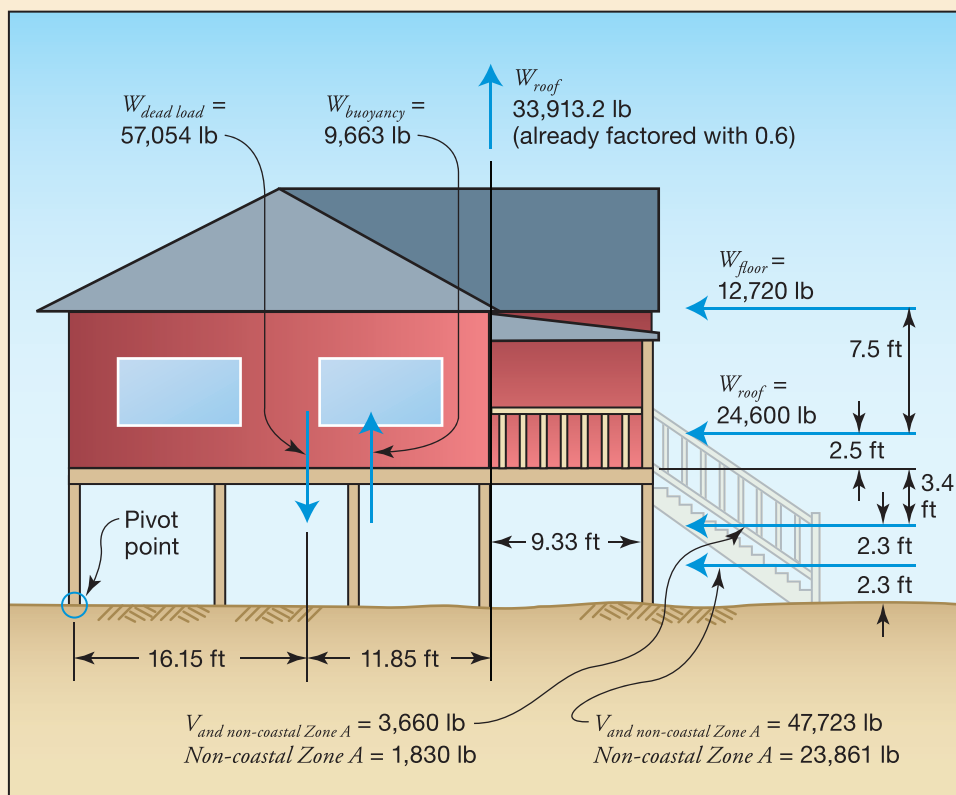 W_dead load =
57,054 lb
W_buoyancy =
9,663 lb
W_roof
33,913.2 lb
(already factored with 0.6)
W_floor =
12,720 lb
7.5 ft
W_roof =
24,600 lb
2.5 ft
3.4
ft
Pivot
point
9.33 ft
2.3 ft
2.3 ft
16.15 ft
11.85 ft
V_and non-coastal Zone A = 3,660 lb
Non-coastal Zone A = 1,830 lb
V_and non-coastal Zone A = 47,723 lb
Non-coastal Zone A = 23,861 lb